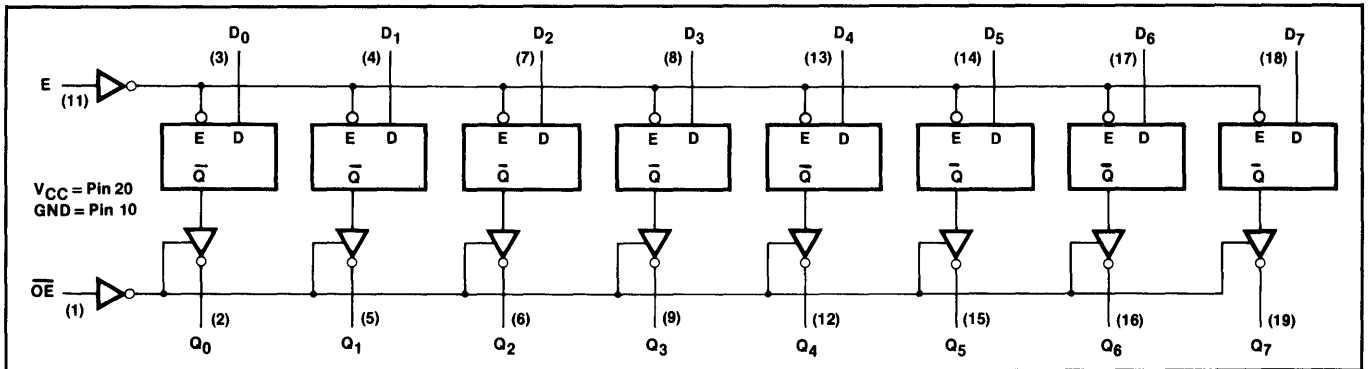 D0 D1 D2 D3 D4 D5 D6 D7
(3) (4) (7) (8) (13) (14) (17) (18)
E
(11)
E D E D E D E D E D E D E D E D
Q̅ Q̅ Q̅ Q̅ Q̅ Q̅ Q̅ Q̅
VCC = Pin 20
GND = Pin 10
O̅E̅
(1)
(2) (5) (6) (9) (12) (15) (16) (19)
Q0 Q1 Q2 Q3 Q4 Q5 Q6 Q7